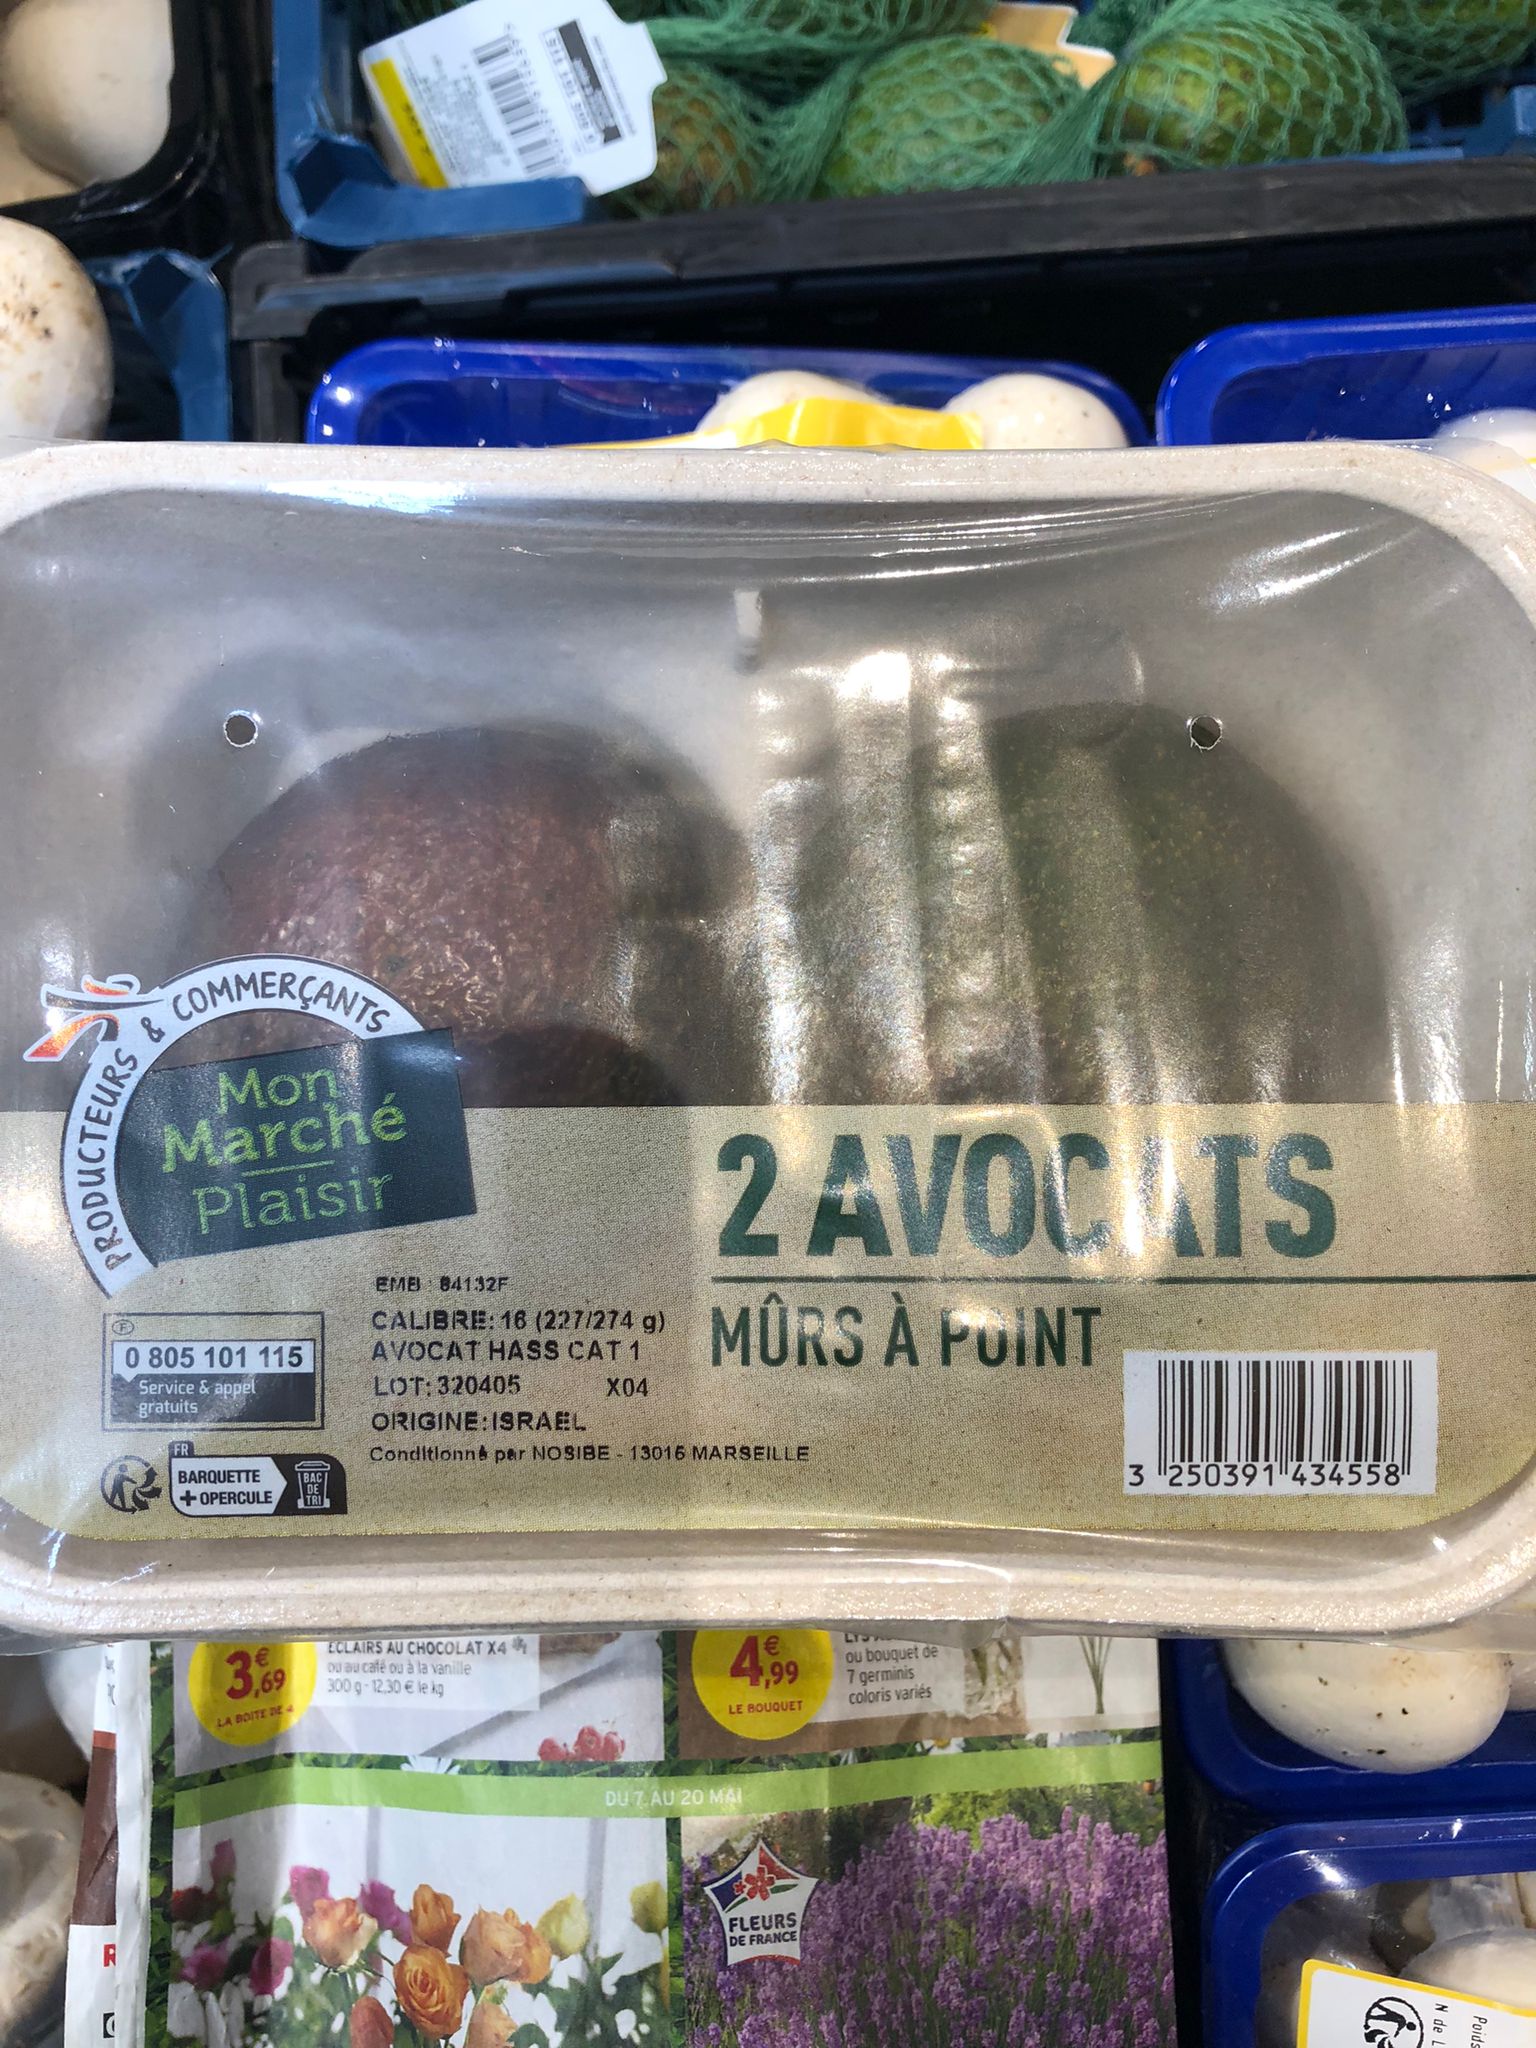 PRODUCTEURS & COMMERÇANTS
Mon
Marché
Plaisir
2 AVOCATS
MÛRS À POINT
EMB : 84132F
CALIBRE: 16 (227/274 g)
AVOCAT HASS CAT 1
LOT: 320405 X04
ORIGINE: ISRAEL
Conditionné par NOSIBE - 13016 MARSEILLE
F
0 805 101 115
Service & appel
gratuits
FR
BARQUETTE
+ OPERCULE
BAC
DE
TRI
3 250391 434558
3€,69
LA BOITE DE 4
ECLAIRS AU CHOCOLAT X4
ou au café ou à la vanille
300 g - 12,30 € le kg
4€,99
LE BOUQUET
ou bouquet de
7 germinis
coloris variés
DU 7 AU 20 MAI
FLEURS
DE FRANCE
Poids
N de L